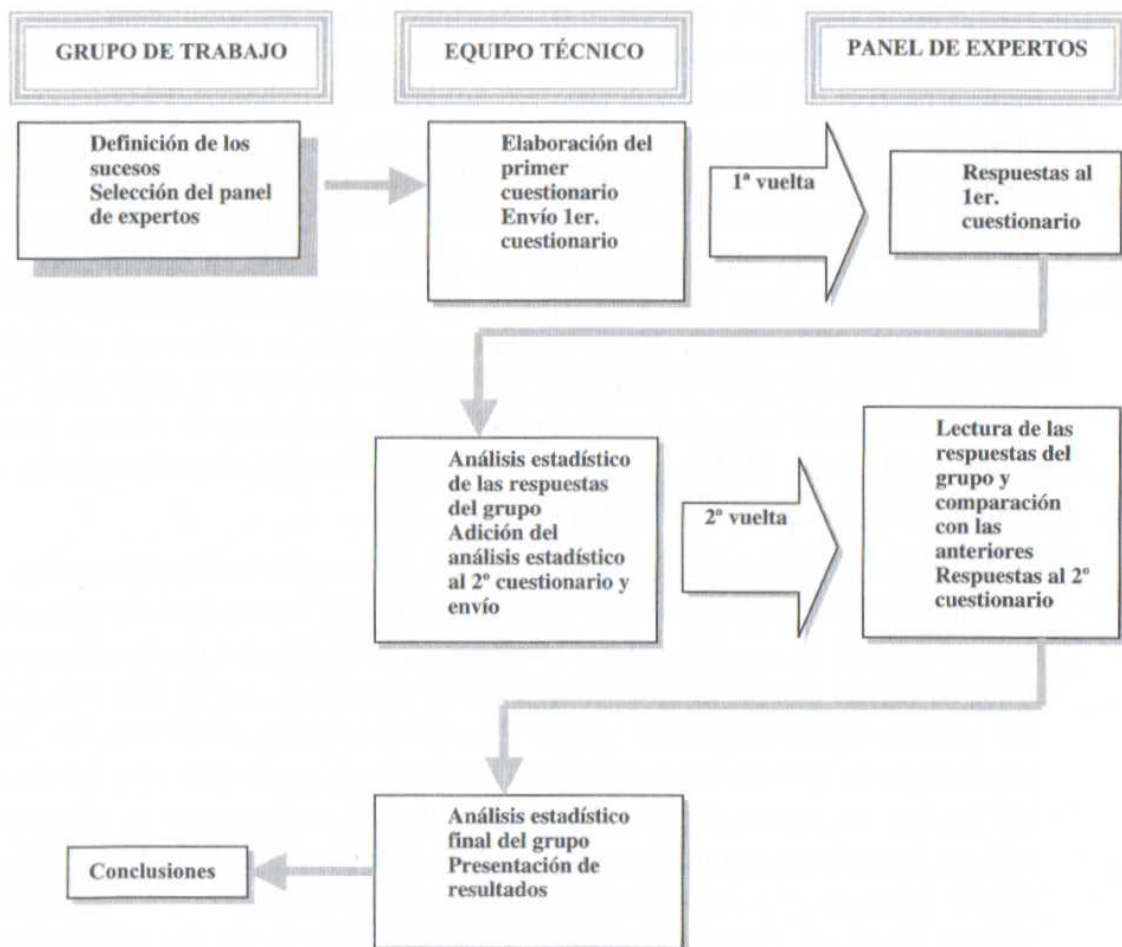 GRUPO DE TRABAJO
EQUIPO TÉCNICO
PANEL DE EXPERTOS
Definición de los
sucesos
Selección del panel
de expertos
Elaboración del
primer
cuestionario
Envío 1er.
cuestionario
1ª vuelta
Respuestas al
1er.
cuestionario
Análisis estadístico
de las respuestas
del grupo
Adición del
análisis estadístico
al 2º cuestionario y
envío
2ª vuelta
Lectura de las
respuestas del
grupo y
comparación
con las
anteriores
Respuestas al 2º
cuestionario
Análisis estadístico
final del grupo
Presentación de
resultados
Conclusiones